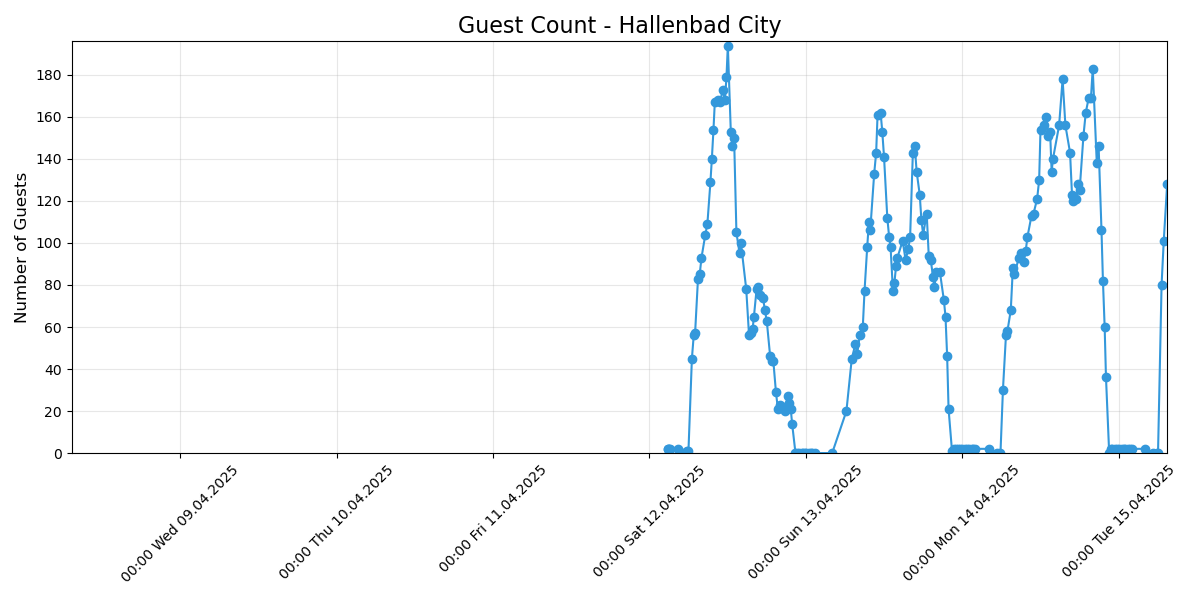 Guest Count - Hallenbad City
Number of Guests
180
160
140
120
100
80
60
40
20
0
00:00 Wed 09.04.2025
00:00 Thu 10.04.2025
00:00 Fri 11.04.2025
00:00 Sat 12.04.2025
00:00 Sun 13.04.2025
00:00 Mon 14.04.2025
00:00 Tue 15.04.2025